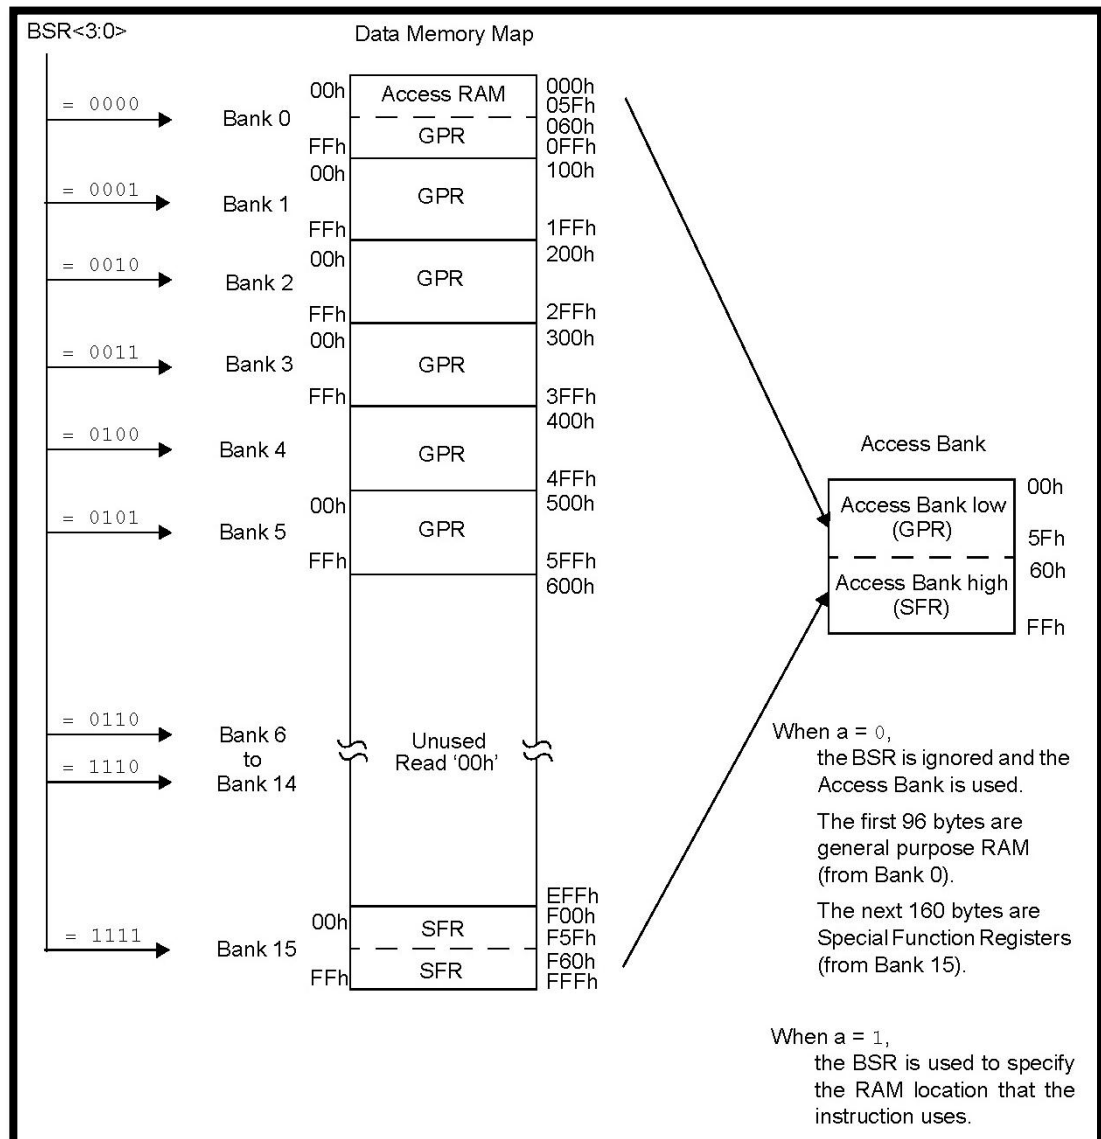 BSR<3:0>
Data Memory Map
= 0000
Bank 0
00h
Access RAM
000h
05Fh
FFh
GPR
060h
0FFh
= 0001
Bank 1
00h
GPR
FFh
100h
1FFh
= 0010
Bank 2
00h
GPR
FFh
200h
2FFh
= 0011
Bank 3
00h
GPR
FFh
300h
3FFh
= 0100
Bank 4
GPR
400h
4FFh
= 0101
Bank 5
00h
GPR
FFh
500h
5FFh
600h
= 0110
= 1110
Bank 6
to
Bank 14
Unused
Read ‘00h’
EFFh
= 1111
Bank 15
00h
SFR
F00h
F5Fh
FFh
SFR
F60h
FFFh
Access Bank
Access Bank low
(GPR)
00h
5Fh
Access Bank high
(SFR)
60h
FFh
When a = 0,
the BSR is ignored and the
Access Bank is used.
The first 96 bytes are
general purpose RAM
(from Bank 0).
The next 160 bytes are
Special Function Registers
(from Bank 15).
When a = 1,
the BSR is used to specify
the RAM location that the
instruction uses.